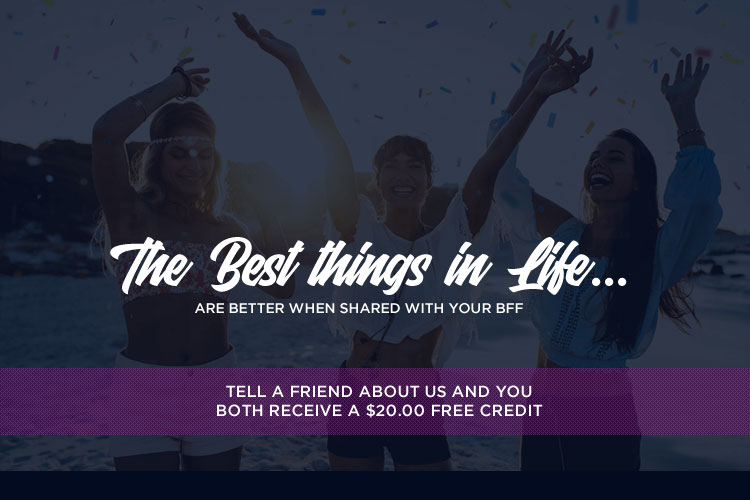 The Best things in Life...
ARE BETTER WHEN SHARED WITH YOUR BFF
TELL A FRIEND ABOUT US AND YOU
BOTH RECEIVE A $20.00 FREE CREDIT